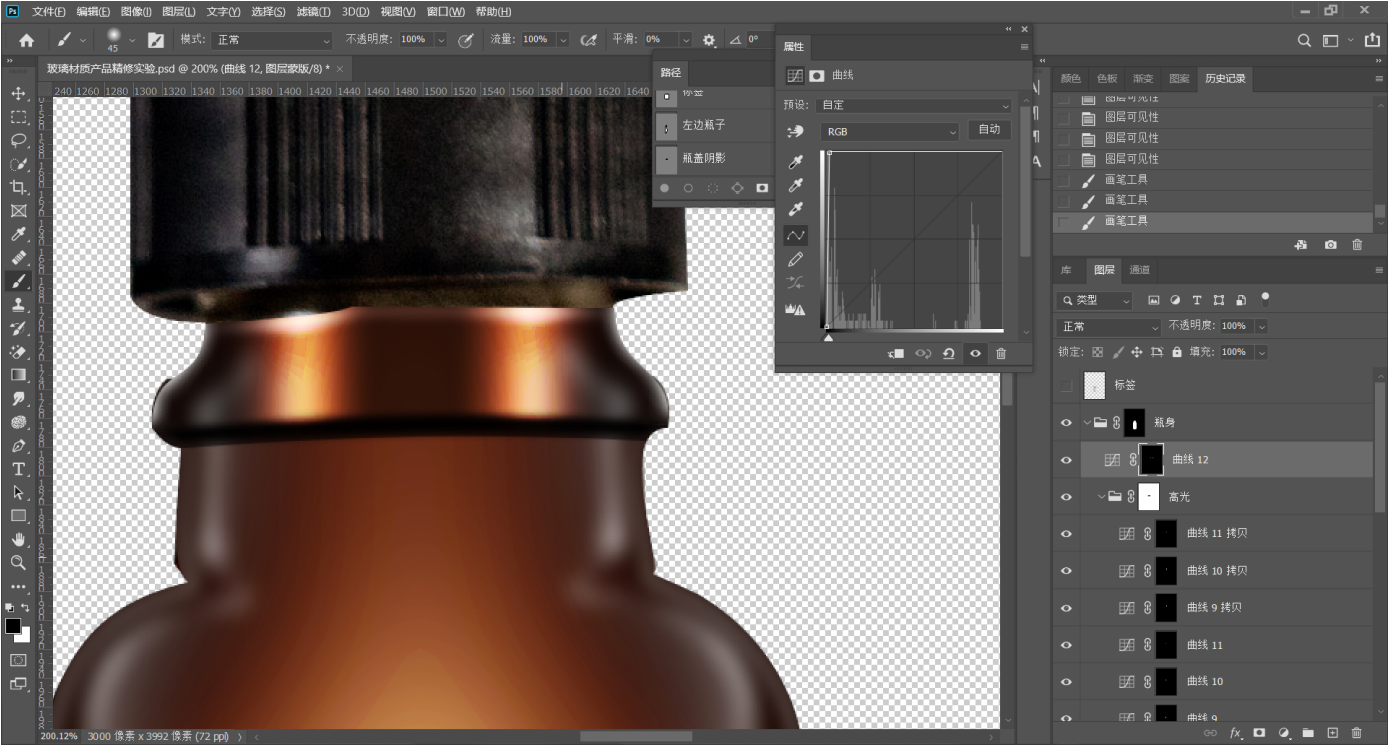 Ps 文件(F) 编辑(E) 图像(I) 图层(L) 文字(Y) 选择(S) 滤镜(T) 3D(D) 视图(V) 窗口(W) 帮助(H)
45 模式: 正常 不透明度: 100% 流量: 100% 平滑: 0% 0°
玻璃材质产品精修实验.psd @ 200% (曲线 12, 图层蒙版/8) * ×
240 1260 1280 1300 1320 1340 1360 1380 1400 1420 1440 1460 1480 1500 1520 1540 1560 1580 1600 1620 1640
路径
标签
左边瓶子
瓶盖阴影
属性
曲线
预设: 自定
RGB 自动
颜色 色板 渐变 图案 历史记录
图层可见性
图层可见性
图层可见性
图层可见性
画笔工具
画笔工具
画笔工具
库 图层 通道
类型
正常 不透明度: 100%
锁定: 填充: 100%
标签
瓶身
曲线 12
高光
曲线 11 拷贝
曲线 10 拷贝
曲线 9 拷贝
曲线 11
曲线 10
曲线 9
fx
200.12% 3000 像素 x 3992 像素 (72 ppi)